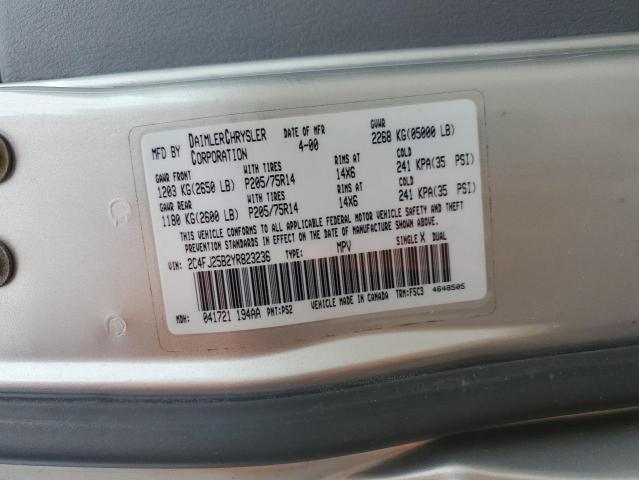 MFD BY DAIMLERCHRYSLER CORPORATION DATE OF MFR 4-00 GVWR 2268 KG(05000 LB)
GAWR FRONT WITH TIRES RIMS AT COLD
1203 KG(2650 LB) P205/75R14 14X6 241 KPA(35 PSI)
GAWR REAR WITH TIRES RIMS AT COLD
1180 KG(2600 LB) P205/75R14 14X6 241 KPA(35 PSI)
THIS VEHICLE CONFORMS TO ALL APPLICABLE FEDERAL MOTOR VEHICLE SAFETY AND THEFT
PREVENTION STANDARDS IN EFFECT ON THE DATE OF MANUFACTURE SHOWN ABOVE.
VIN: 2C4FJ25B2YR823236 TYPE: MPV SINGLE X DUAL
MDH: 041721 194AA PNT:PS2 VEHICLE MADE IN CANADA TRM:F5C3 4648505